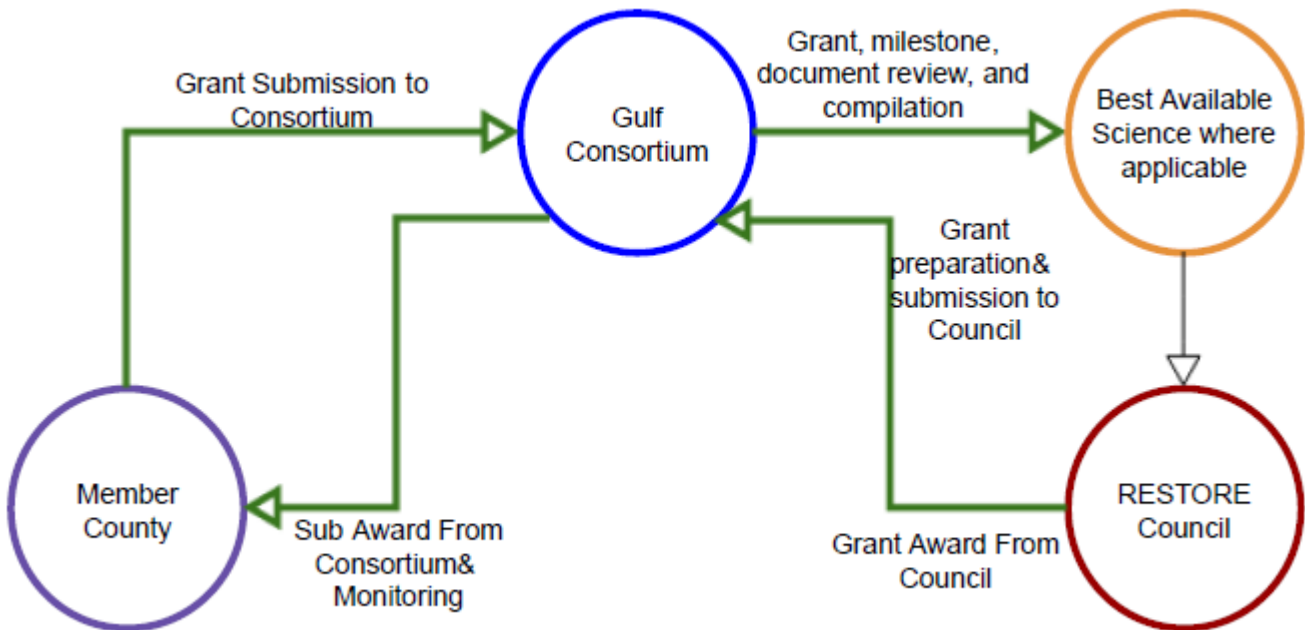 Grant Submission to
Consortium
Gulf
Consortium
Grant, milestone,
document review, and
compilation
Best Available
Science where
applicable
Grant
preparation&
submission to
Council
Member
County
Sub Award From
Consortium&
Monitoring
Grant Award From
Council
RESTORE
Council